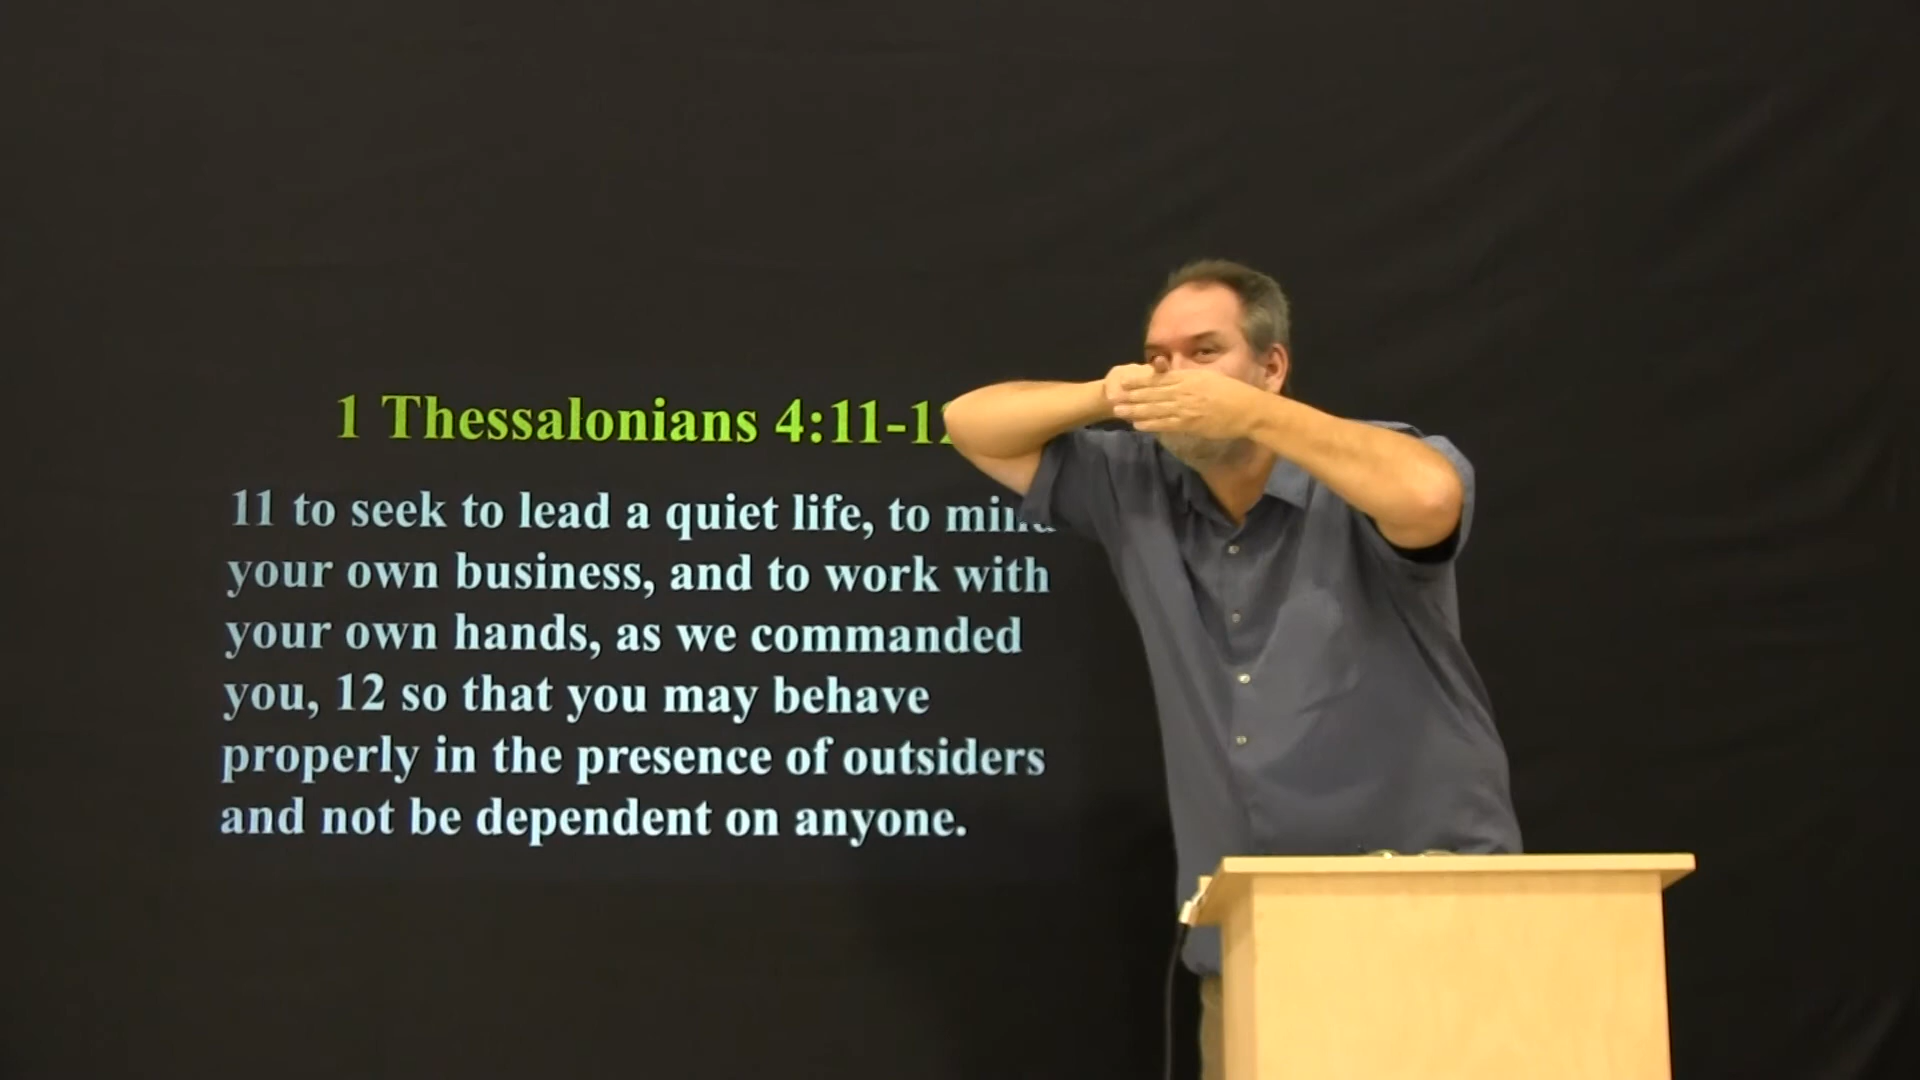 1 Thessalonians 4:11-12
11 to seek to lead a quiet life, to mind
your own business, and to work with
your own hands, as we commanded
you, 12 so that you may behave
properly in the presence of outsiders
and not be dependent on anyone.